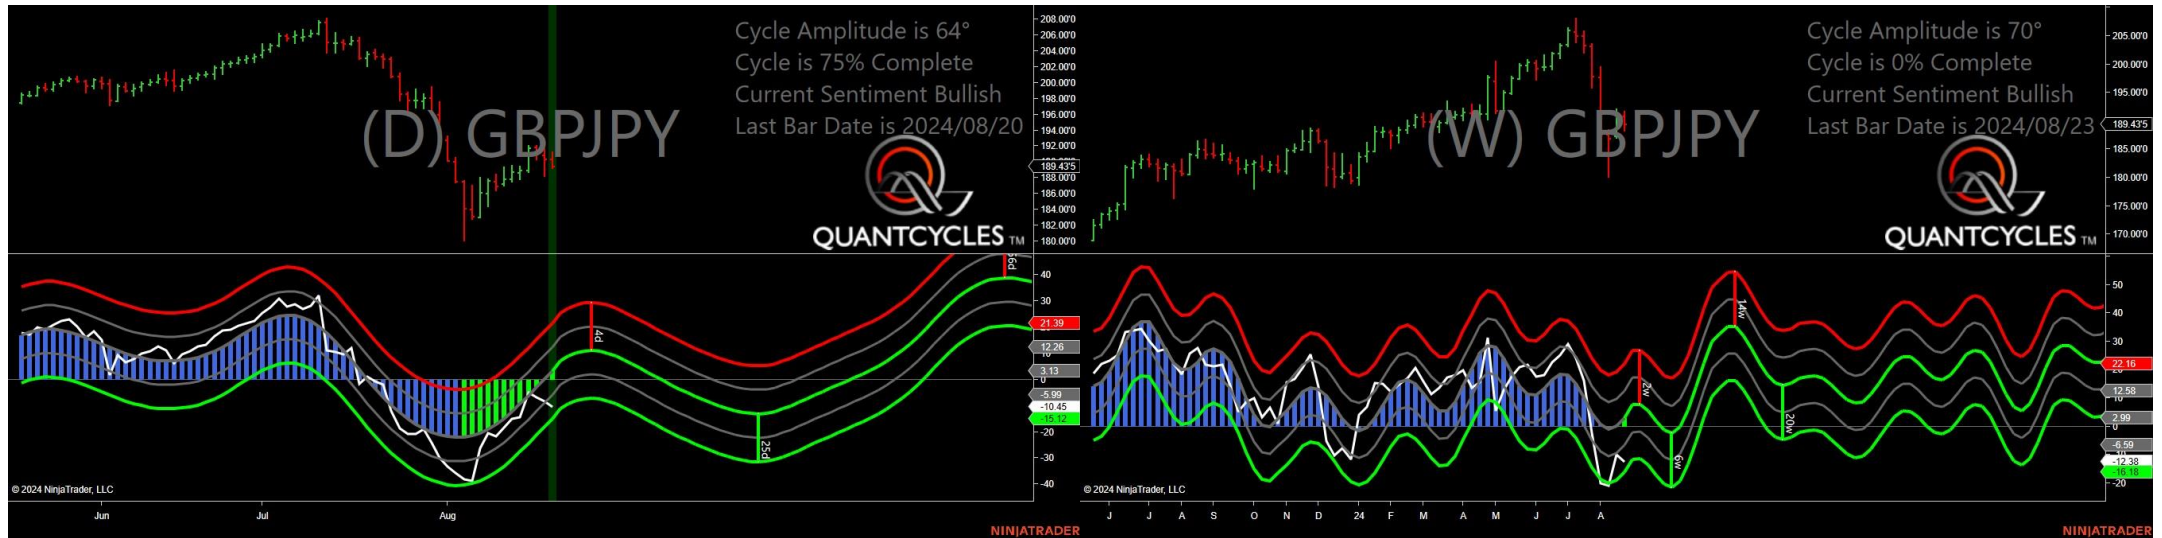 Cycle Amplitude is 64°
Cycle is 75% Complete
Current Sentiment Bullish
Last Bar Date is 2024/08/20
(D) GBPJPY
QUANTCYCLES TM
208.00'0
206.00'0
204.00'0
202.00'0
200.00'0
198.00'0
196.00'0
194.00'0
192.00'0
189.43'5
188.00'0
186.00'0
184.00'0
182.00'0
180.00'0
56d
4d
25d
40
30
21.39
12.26
10
3.13
0
-5.99
-10.45
-15.12
-20
-30
-40
© 2024 NinjaTrader, LLC
Jun
Jul
Aug
NINJATRADER
Cycle Amplitude is 70°
Cycle is 0% Complete
Current Sentiment Bullish
Last Bar Date is 2024/08/23
(W) GBPJPY
QUANTCYCLES TM
205.00'0
200.00'0
195.00'0
189.43'5
185.00'0
180.00'0
175.00'0
170.00'0
14w
2w
20w
6w
50
40
30
22.16
12.58
10
2.99
0
-6.59
-12.38
-16.18
-20
© 2024 NinjaTrader, LLC
J
J
A
S
O
N
D
24
F
M
A
M
J
J
A
NINJATRADER